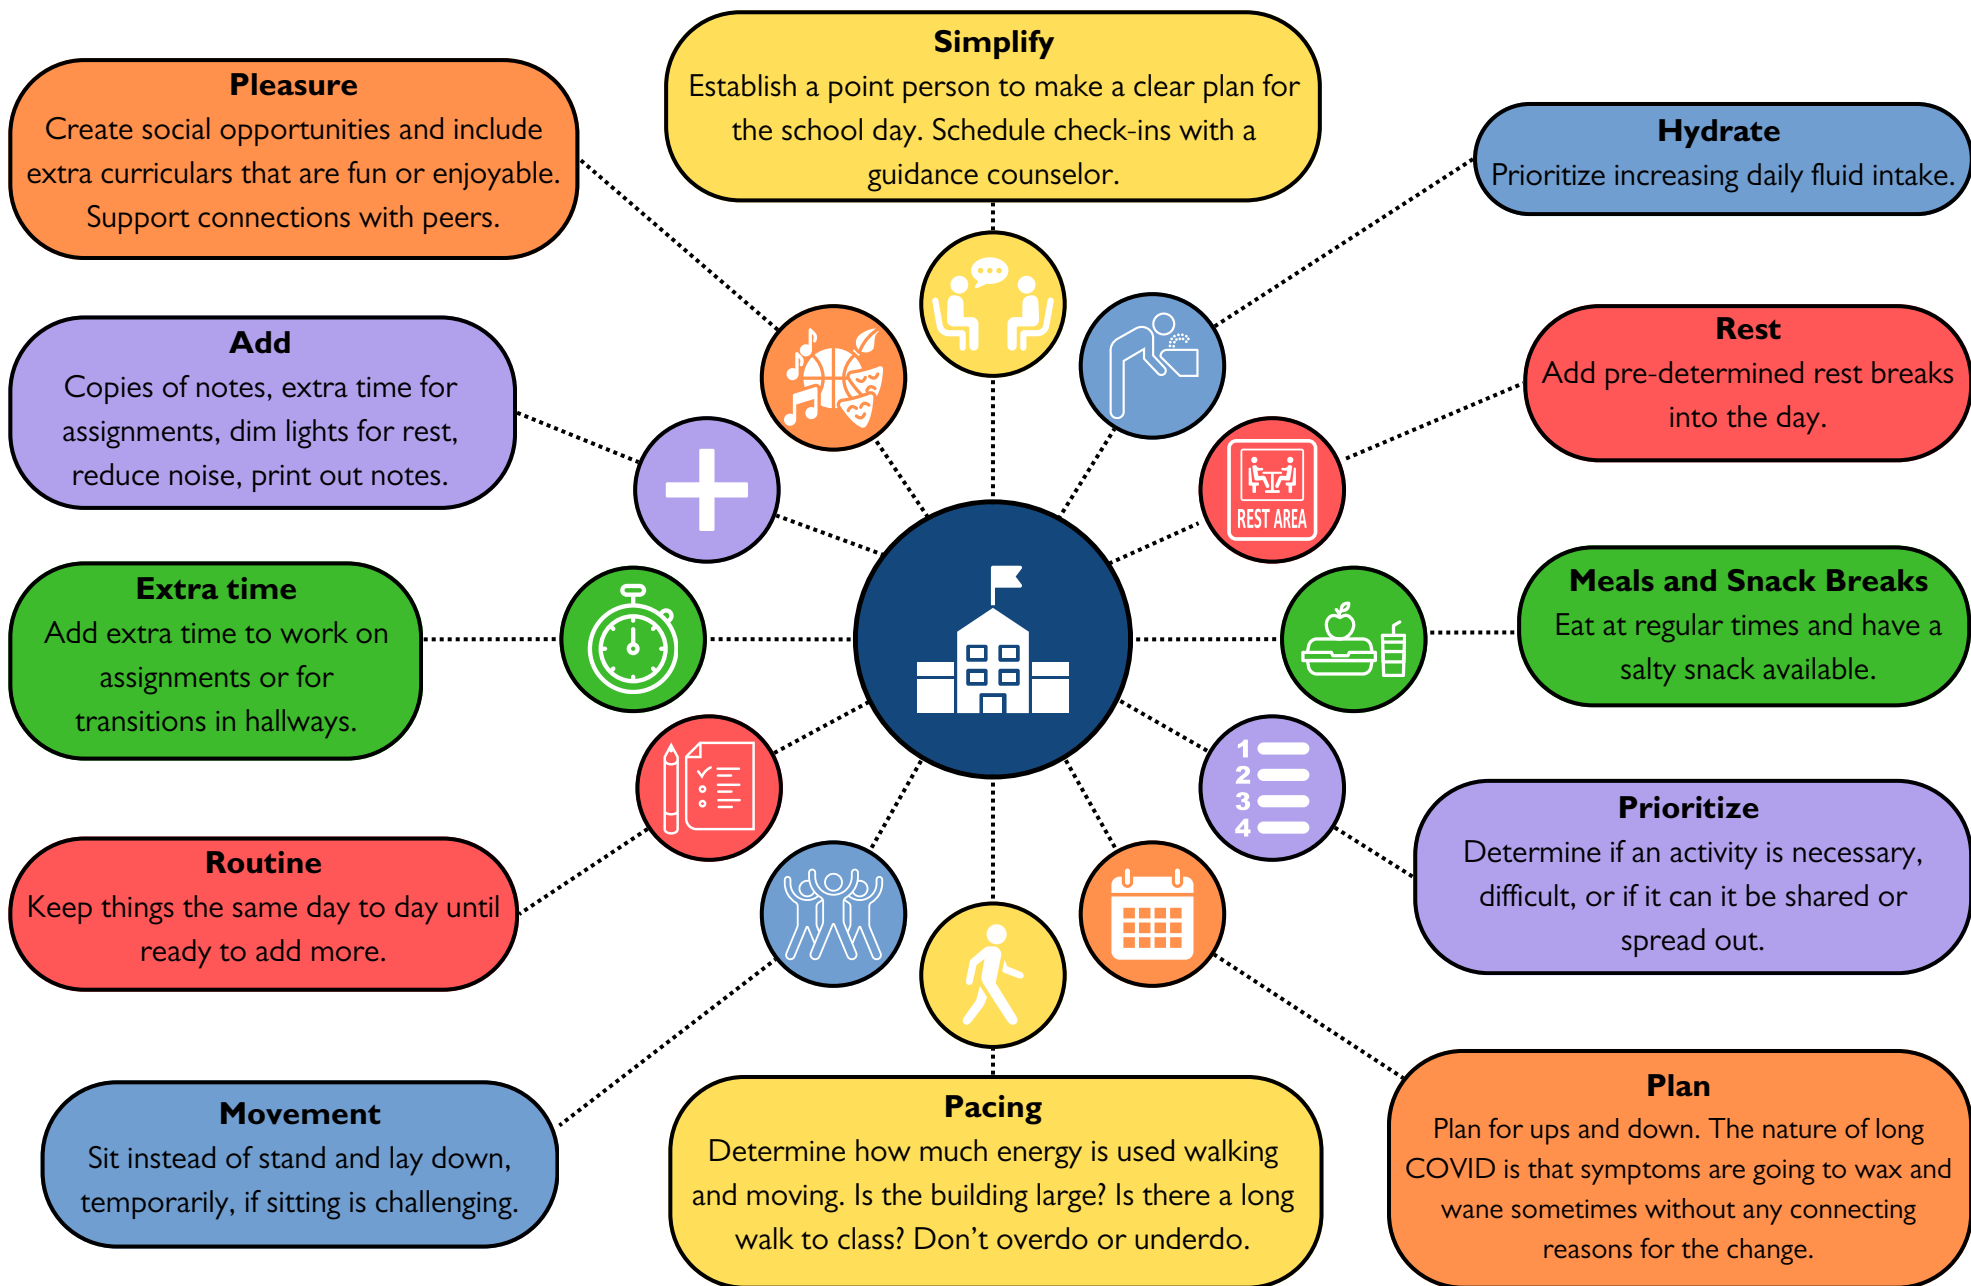 Simplify
Establish a point person to make a clear plan for
the school day. Schedule check-ins with a
guidance counselor.
Hydrate
Prioritize increasing daily fluid intake.
Rest
Add pre-determined rest breaks
into the day.
REST AREA
Meals and Snack Breaks
Eat at regular times and have a
salty snack available.
Prioritize
Determine if an activity is necessary,
difficult, or if it can it be shared or
spread out.
1
2
3
4
Plan
Plan for ups and down. The nature of long
COVID is that symptoms are going to wax and
wane sometimes without any connecting
reasons for the change.
Pacing
Determine how much energy is used walking
and moving. Is the building large? Is there a long
walk to class? Don't overdo or underdo.
Movement
Sit instead of stand and lay down,
temporarily, if sitting is challenging.
Routine
Keep things the same day to day until
ready to add more.
Extra time
Add extra time to work on
assignments or for
transitions in hallways.
Add
Copies of notes, extra time for
assignments, dim lights for rest,
reduce noise, print out notes.
Pleasure
Create social opportunities and include
extra curriculars that are fun or enjoyable.
Support connections with peers.